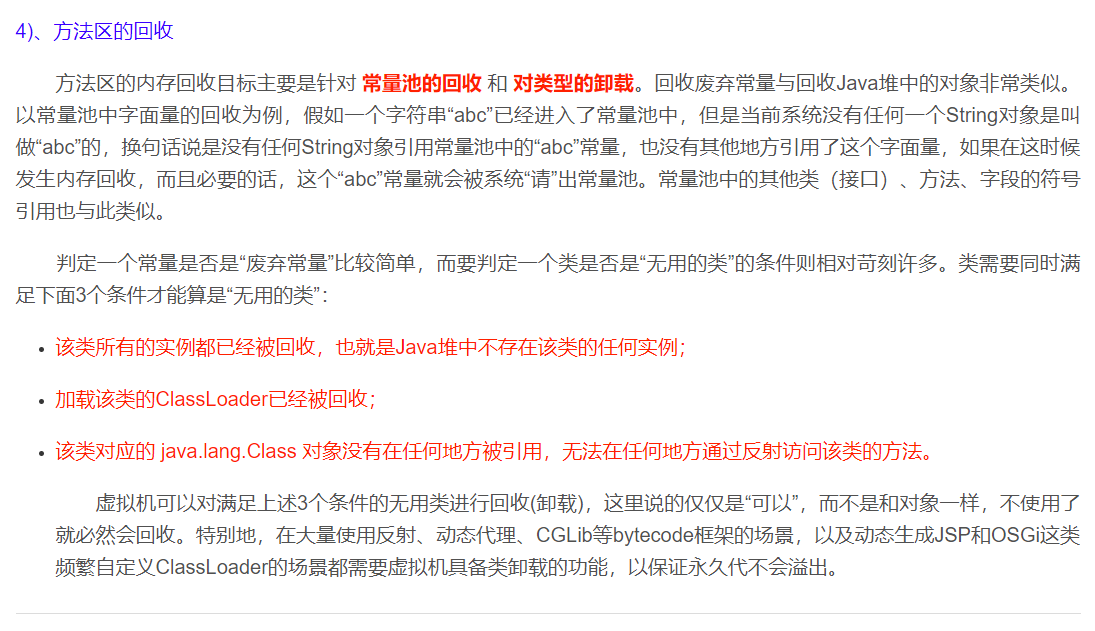 4)、方法区的回收
方法区的内存回收目标主要是针对 常量池的回收 和 对类型的卸载。回收废弃常量与回收Java堆中的对象非常类似。
以常量池中字面量的回收为例，假如一个字符串“abc”已经进入了常量池中，但是当前系统没有任何一个String对象是叫
做“abc”的，换句话说是没有任何String对象引用常量池中的“abc”常量，也没有其他地方引用了这个字面量，如果在这时候
发生内存回收，而且必要的话，这个“abc”常量就会被系统“请”出常量池。常量池中的其他类（接口）、方法、字段的符号
引用也与此类似。
判定一个常量是否是“废弃常量”比较简单，而要判定一个类是否是“无用的类”的条件则相对苛刻许多。类需要同时满
足下面3个条件才能算是“无用的类”：
• 该类所有的实例都已经被回收，也就是Java堆中不存在该类的任何实例；
• 加载该类的ClassLoader已经被回收；
• 该类对应的 java.lang.Class 对象没有在任何地方被引用，无法在任何地方通过反射访问该类的方法。
虚拟机可以对满足上述3个条件的无用类进行回收(卸载)，这里说的仅仅是“可以”，而不是和对象一样，不使用了
就必然会回收。特别地，在大量使用反射、动态代理、CGLib等bytecode框架的场景，以及动态生成JSP和OSGi这类
频繁自定义ClassLoader的场景都需要虚拟机具备类卸载的功能，以保证永久代不会溢出。